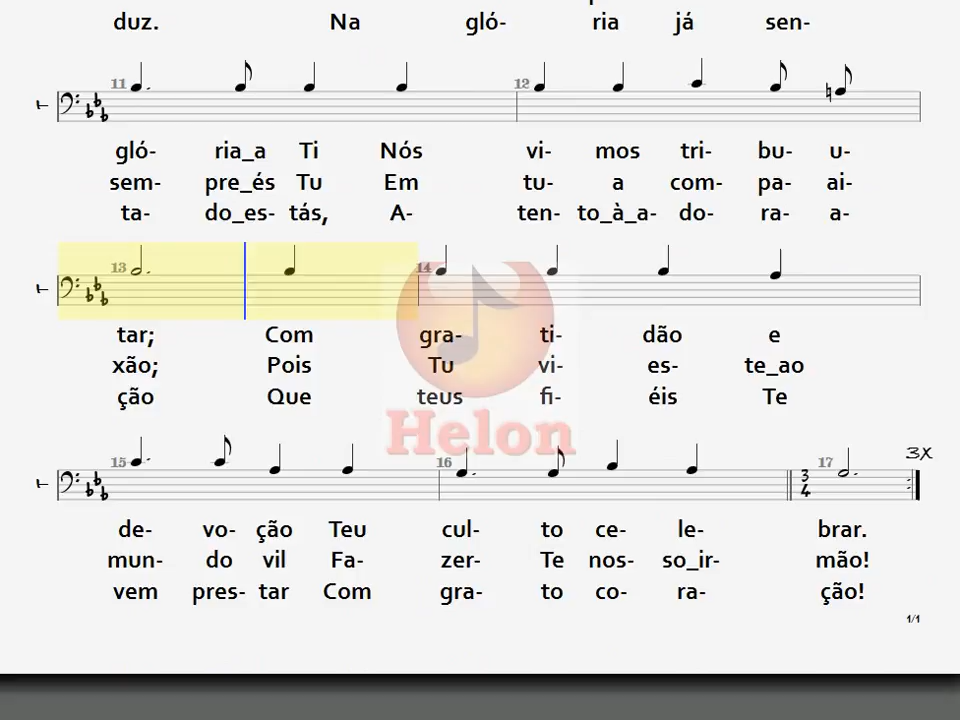 duz. Na gló- ria já sen-
11 12
T
gló- ria_a Ti Nós vi- mos tri- bu- u-
sem- pre_és Tu Em tu- a com- pa- ai-
ta- do_es- tás, A- ten- to_à_a- do- ra- a-
13 14
T
tar; Com gra- ti- dão e
xão; Pois Tu vi- es- te_ao
ção Que teus fi- éis Te
Helon
15 16 17 3X
T 3 4
de- vo- ção Teu cul- to ce- le- brar.
mun- do vil Fa- zer- Te nos- so_ir- mão!
vem pres- tar Com gra- to co- ra- ção!
1/1